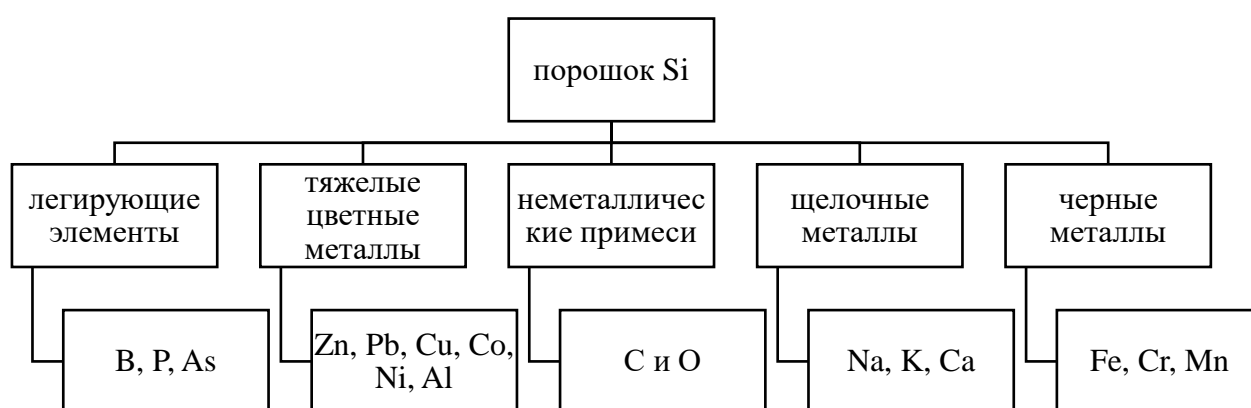 порошок Si
легирующие
элементы
тяжелые
цветные
металлы
неметалличес
кие примеси
щелочные
металлы
черные
металлы
B, P, As
Zn, Pb, Cu, Co,
Ni, Al
C и O
Na, K, Ca
Fe, Cr, Mn